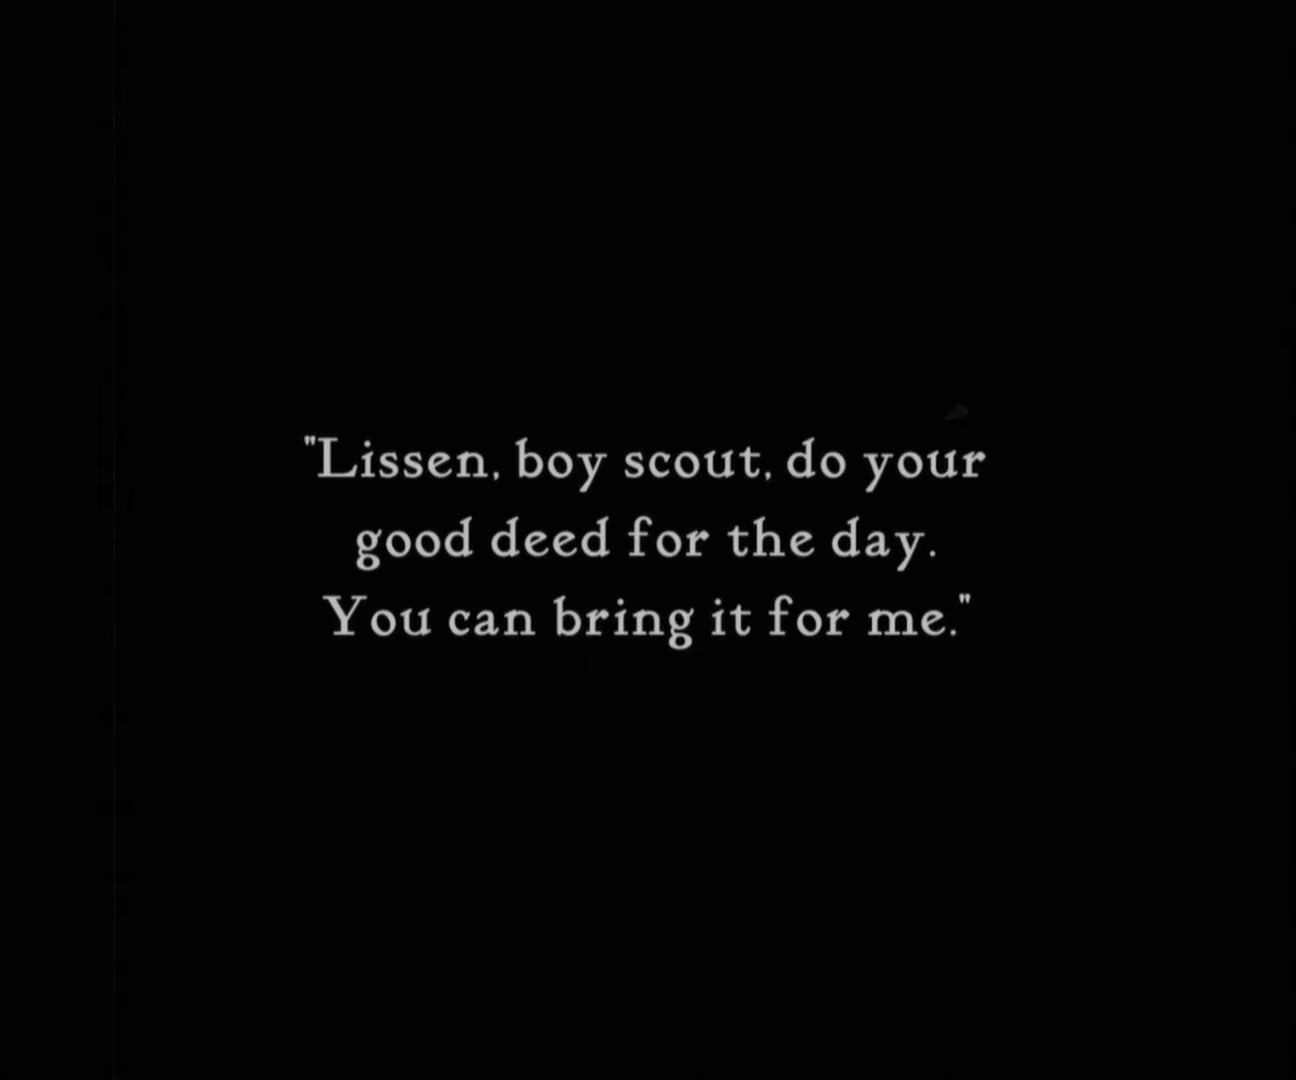 "Lissen, boy scout, do your
good deed for the day.
You can bring it for me."